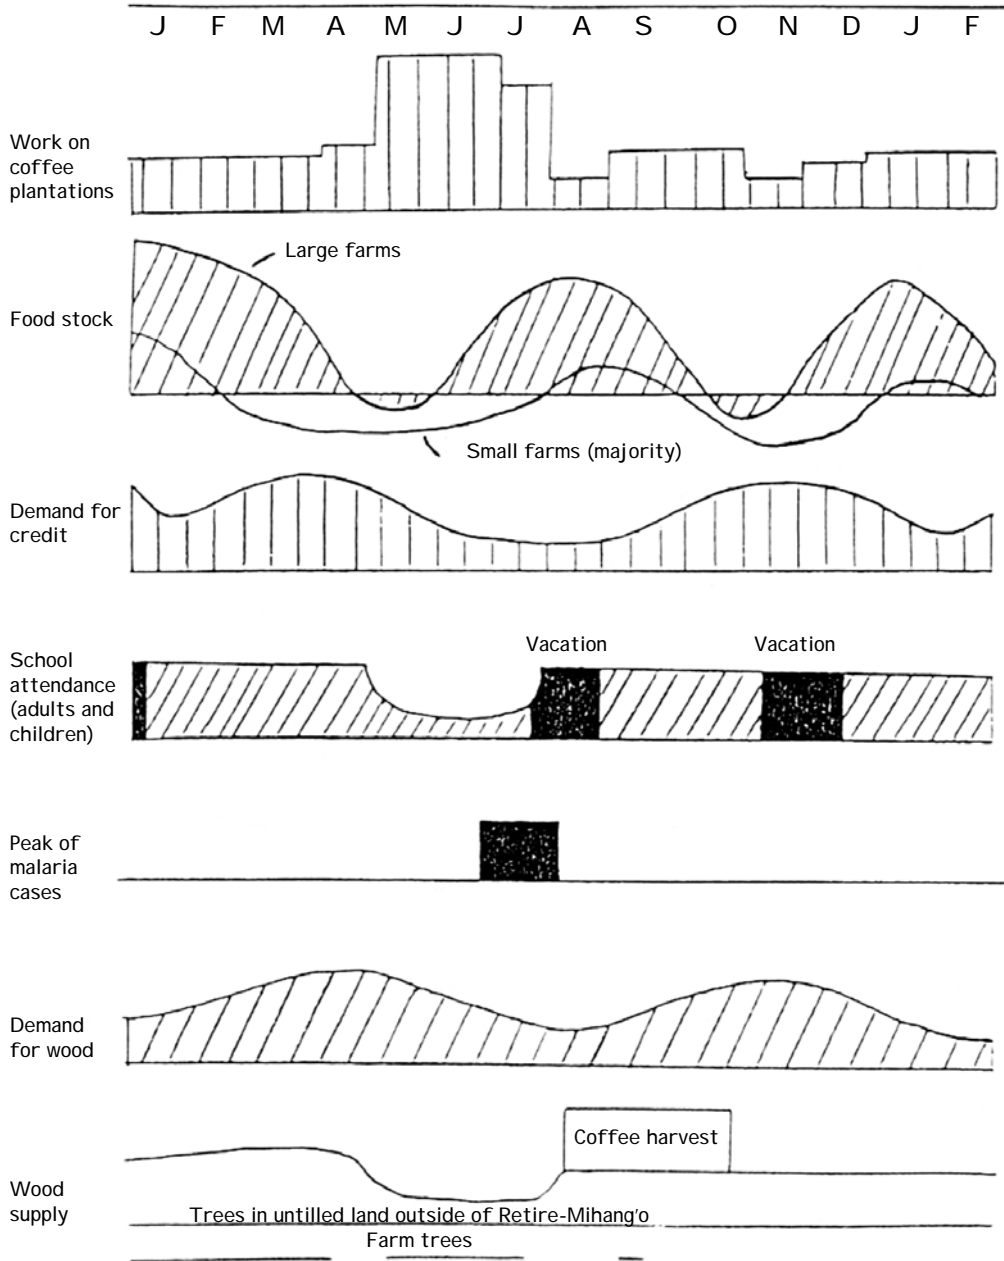 J F M A M J J A S O N D J F
Work on
coffee
plantations
Large farms
Food stock
Small farms (majority)
Demand for
credit
Vacation Vacation
School
attendance
(adults and
children)
Peak of
malaria
cases
Demand
for wood
Coffee harvest
Wood
supply
Trees in untilled land outside of Retire-Mihang'o
Farm trees